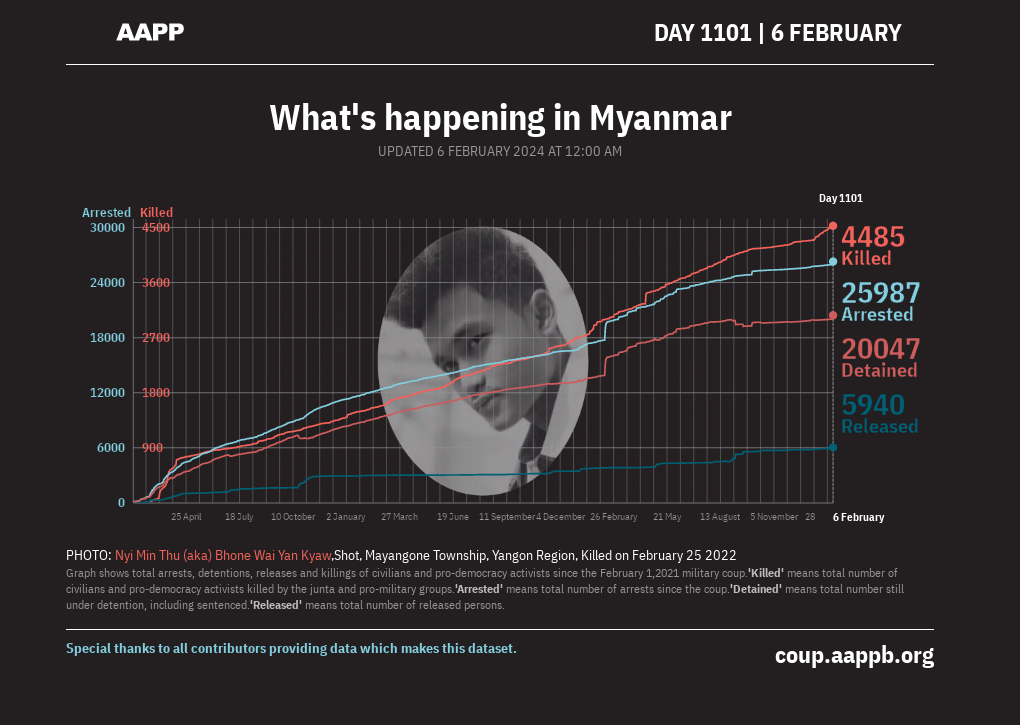 AAPP
DAY 1101 | 6 FEBRUARY
What's happening in Myanmar
UPDATED 6 FEBRUARY 2024 AT 12:00 AM
Day 1101
Arrested Killed
30000 4500
24000 3600
18000 2700
12000 1800
6000 900
0
4485
Killed
25987
Arrested
20047
Detained
5940
Released
25 April 18 July 10 October 2 January 27 March 19 June 11 September 4 December 26 February 21 May 13 August 5 November 28 6 February
PHOTO: Nyi Min Thu (aka) Bhone Wai Yan Kyaw,Shot, Mayangone Township, Yangon Region, Killed on February 25 2022
Graph shows total arrests, detentions, releases and killings of civilians and pro-democracy activists since the February 1,2021 military coup.'Killed' means total number of
civilians and pro-democracy activists killed by the junta and pro-military groups.'Arrested' means total number of arrests since the coup.'Detained' means total number still
under detention, including sentenced.'Released' means total number of released persons.
Special thanks to all contributors providing data which makes this dataset.
coup.aappb.org